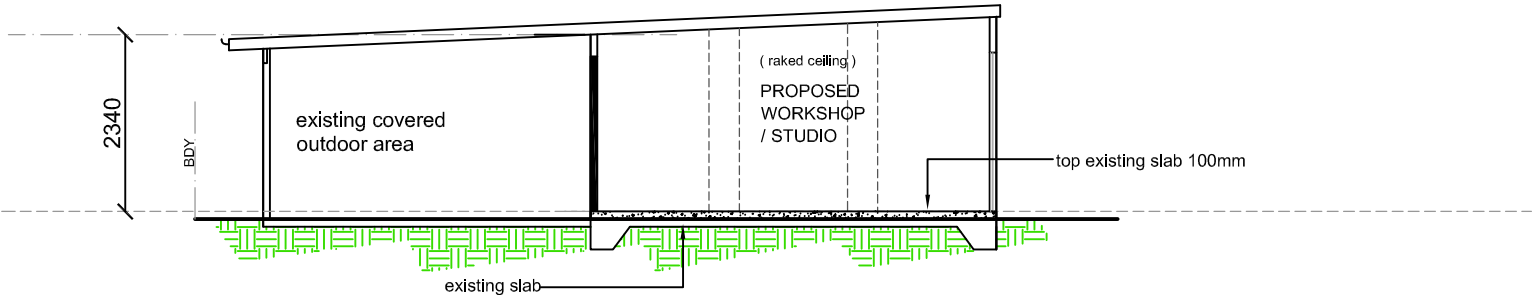 ( raked ceiling )
PROPOSED
WORKSHOP
/ STUDIO
existing covered
outdoor area
2340
BDY
top existing slab 100mm
existing slab